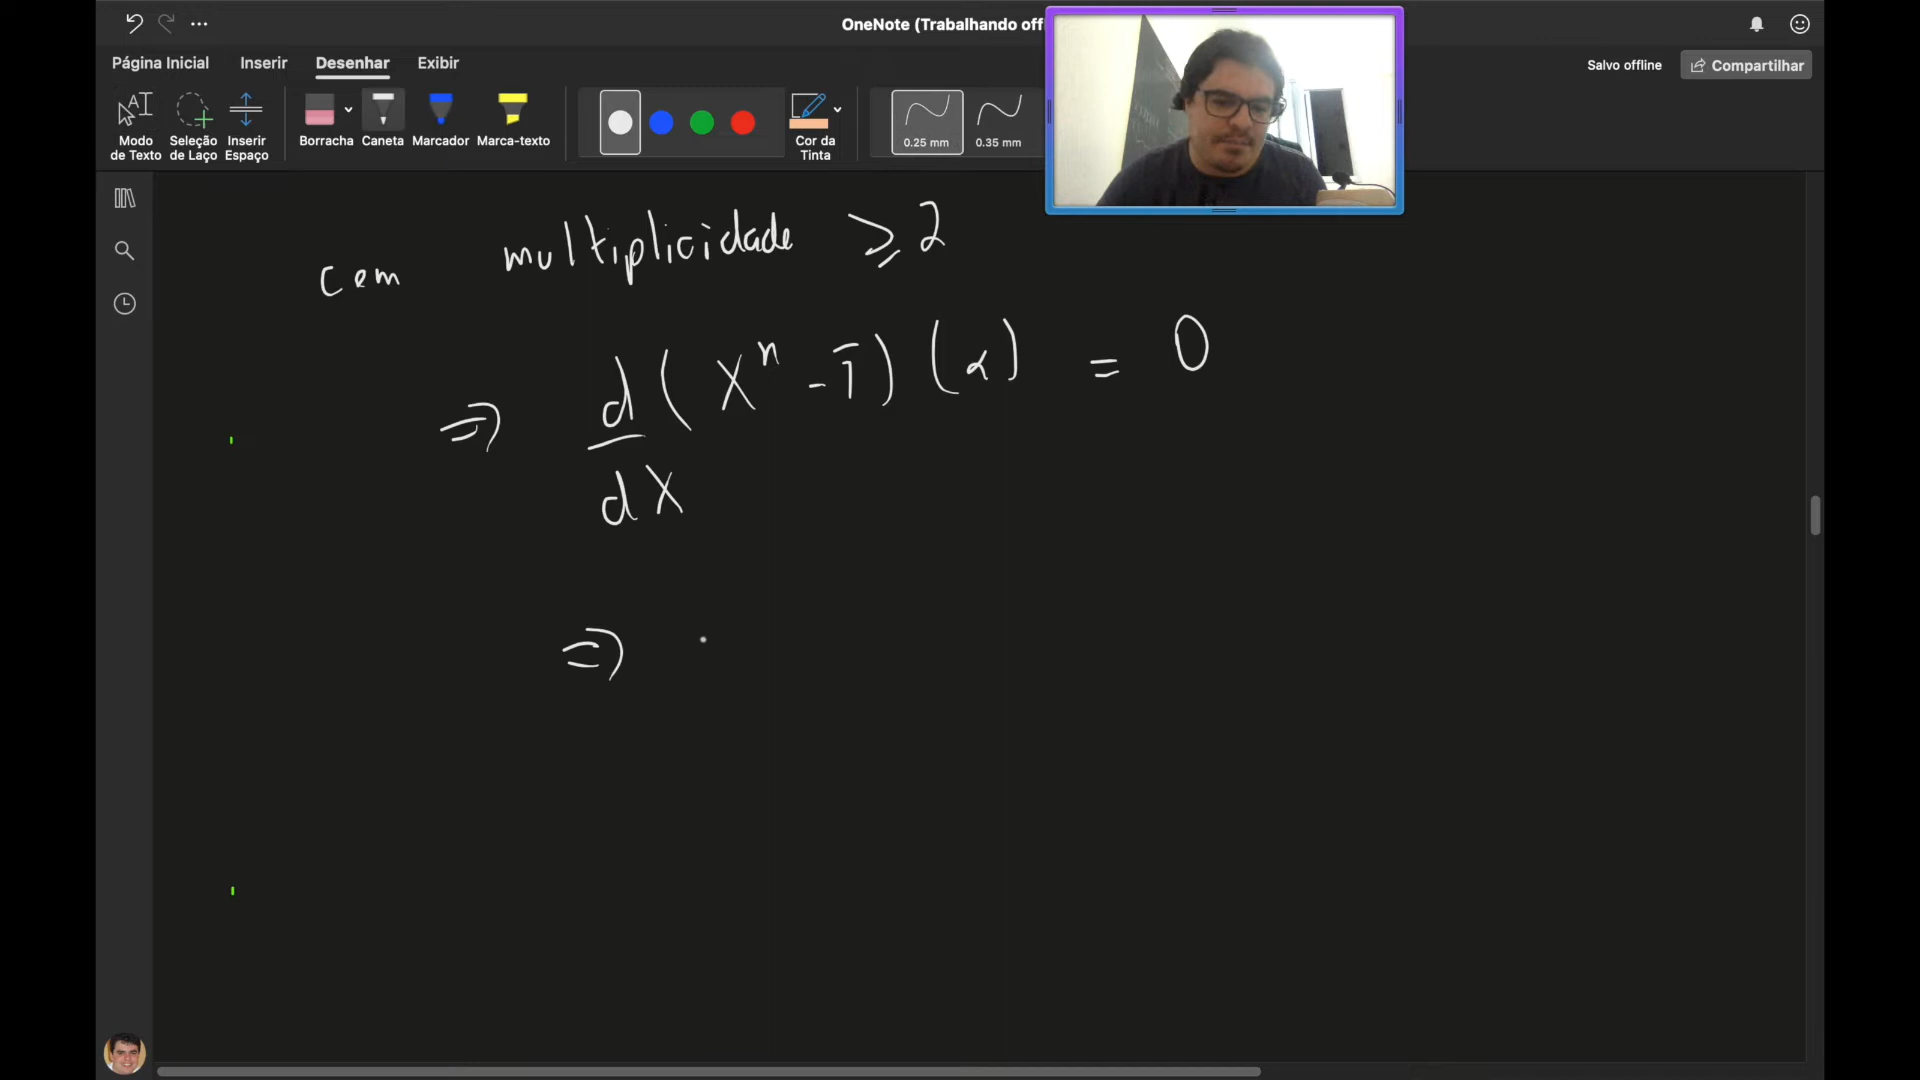 OneNote (Trabalhando offl
Página Inicial Inserir Desenhar Exibir
Salvo offline Compartilhar
Modo de Texto
Seleção de Laço
Inserir Espaço
Borracha Caneta Marcador Marca-texto
Cor da Tinta
0.25 mm 0.35 mm
com multiplicidade ⩾ 2
⇒ d/dX (X^n - 1̄)(α) = 0
⇒